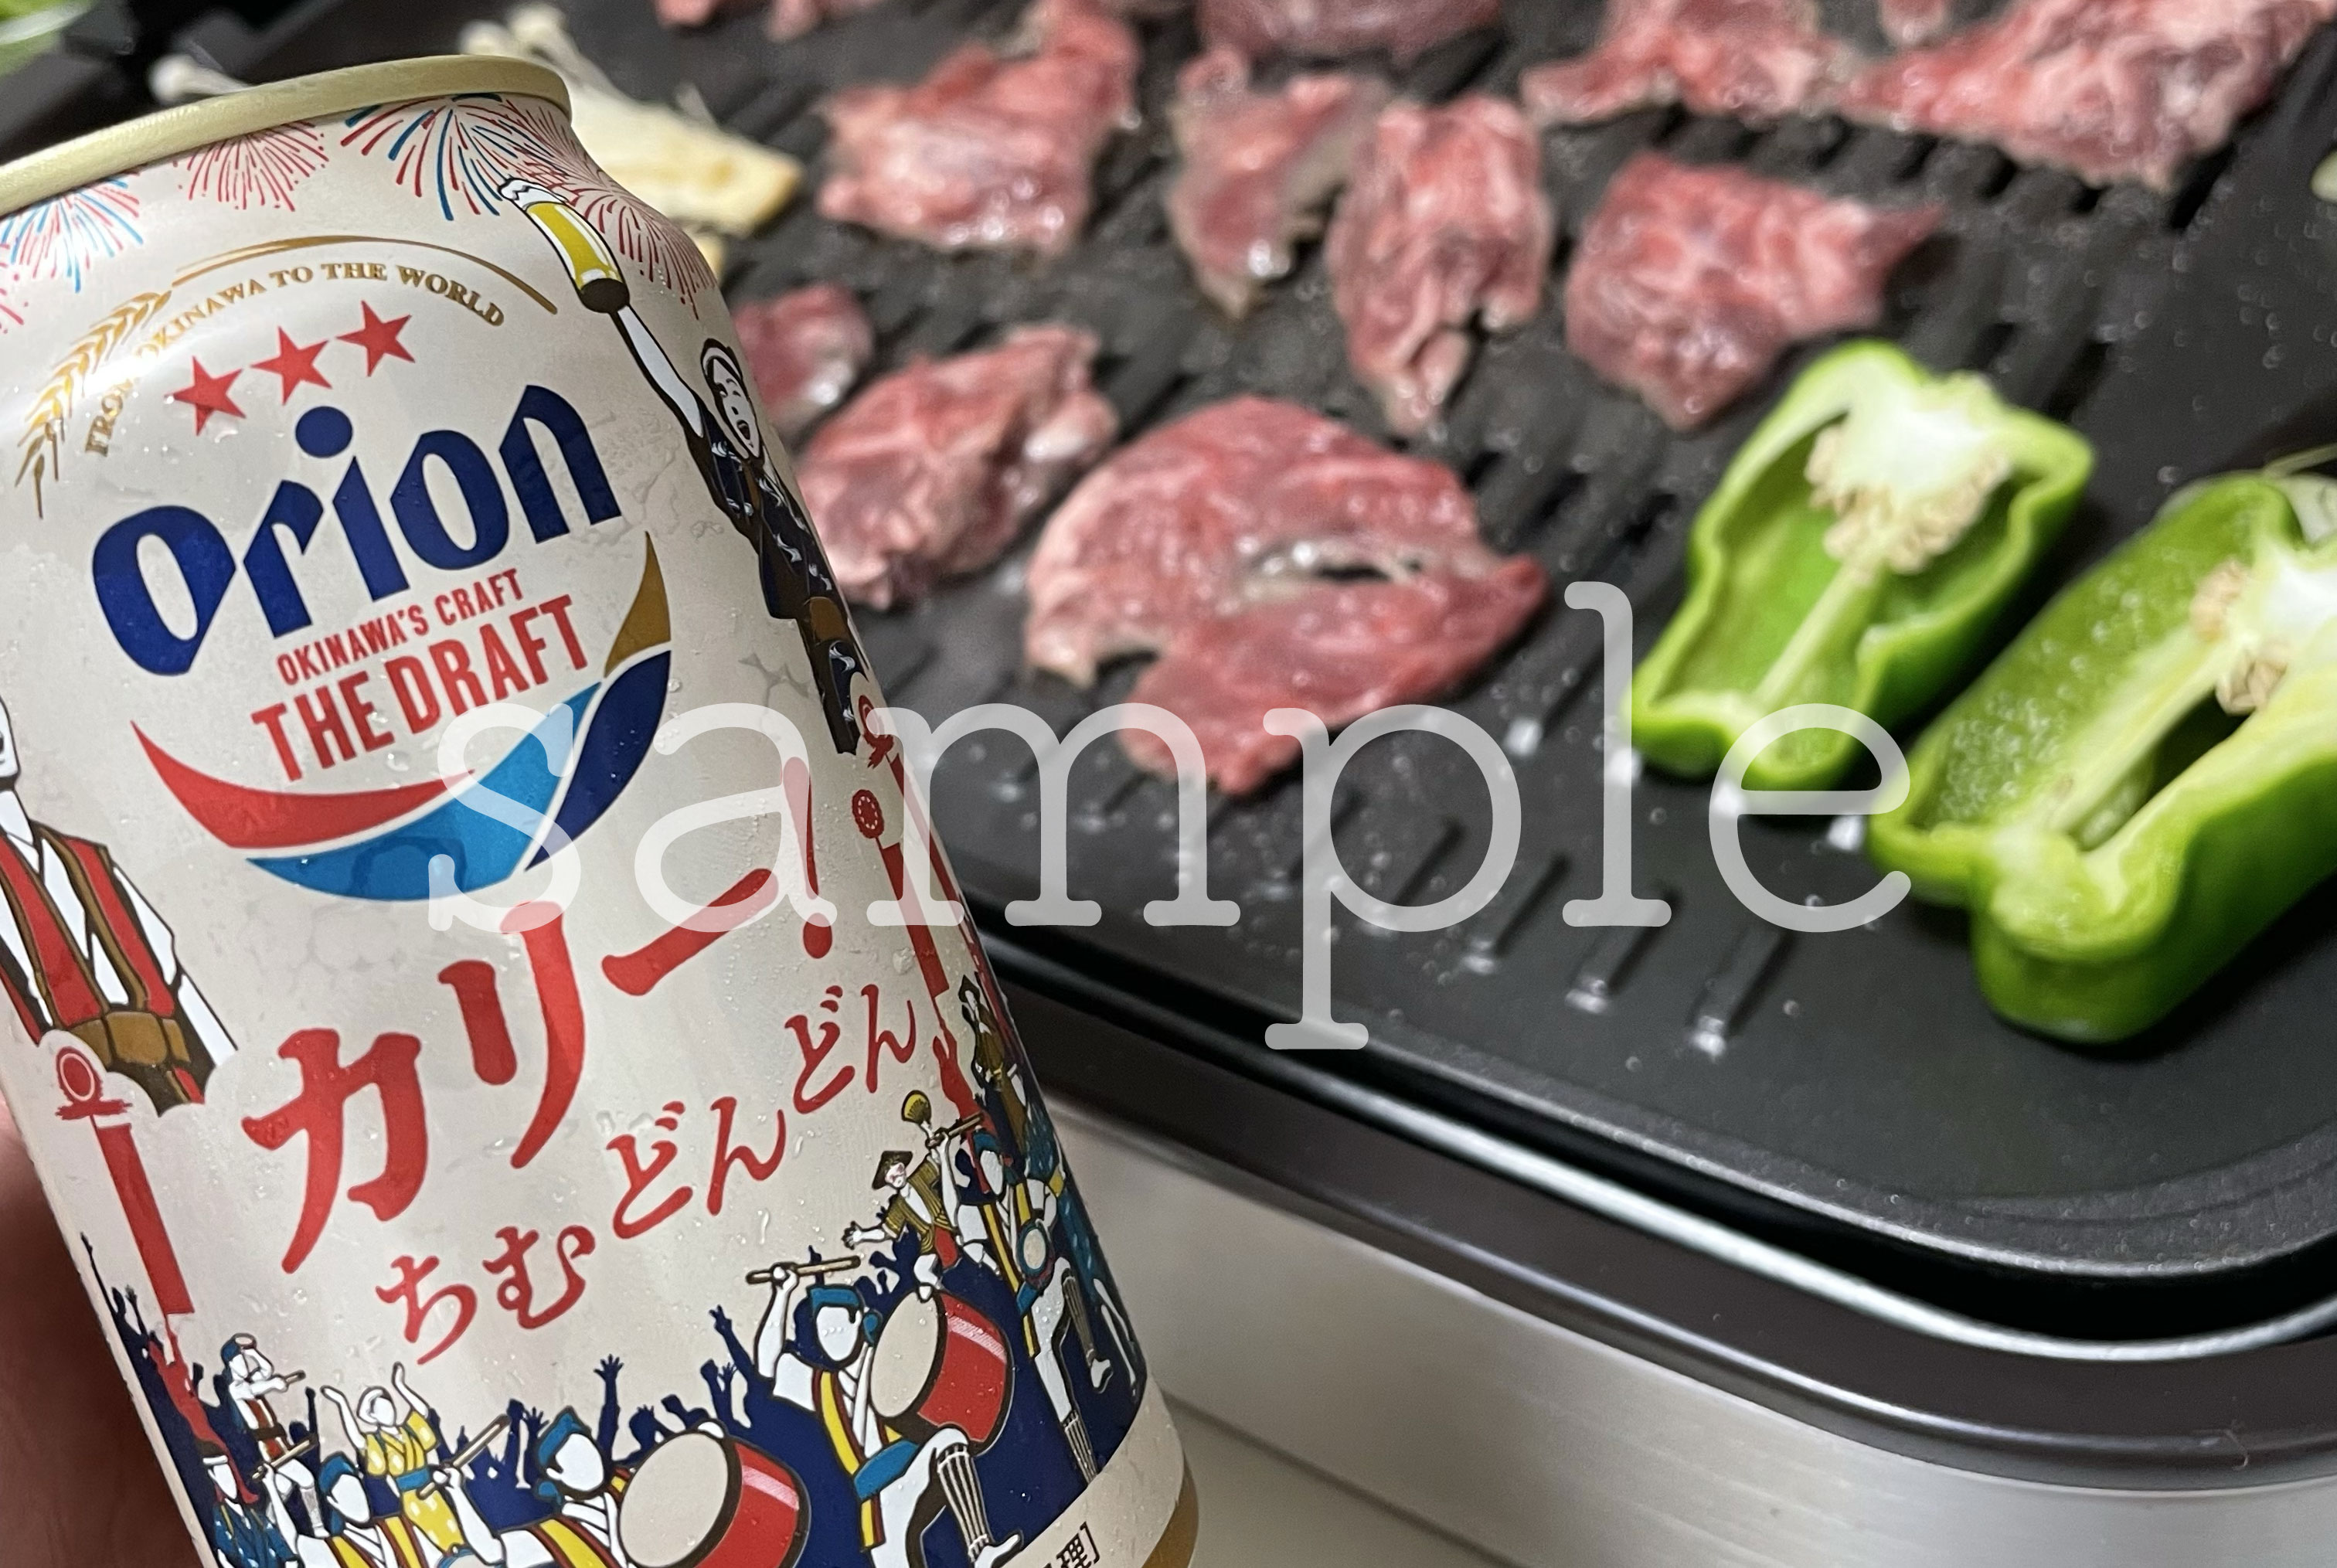 FROM OKINAWA TO THE WORLD
Orion
OKINAWA'S CRAFT
THE DRAFT
カリー!
ちむどんどん
sample
理]